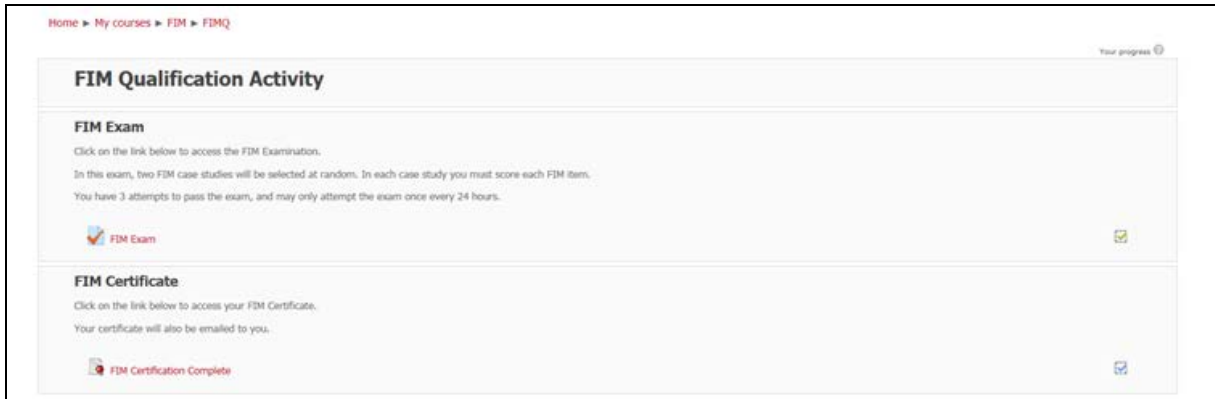 Home ► My courses ► FIM ► FIMQ
Your progress
FIM Qualification Activity
FIM Exam
Click on the link below to access the FIM Examination.
In this exam, two FIM case studies will be selected at random. In each case study you must score each FIM item.
You have 3 attempts to pass the exam, and may only attempt the exam once every 24 hours.
FIM Exam
FIM Certificate
Click on the link below to access your FIM Certificate.
Your certificate will also be emailed to you.
FIM Certification Complete